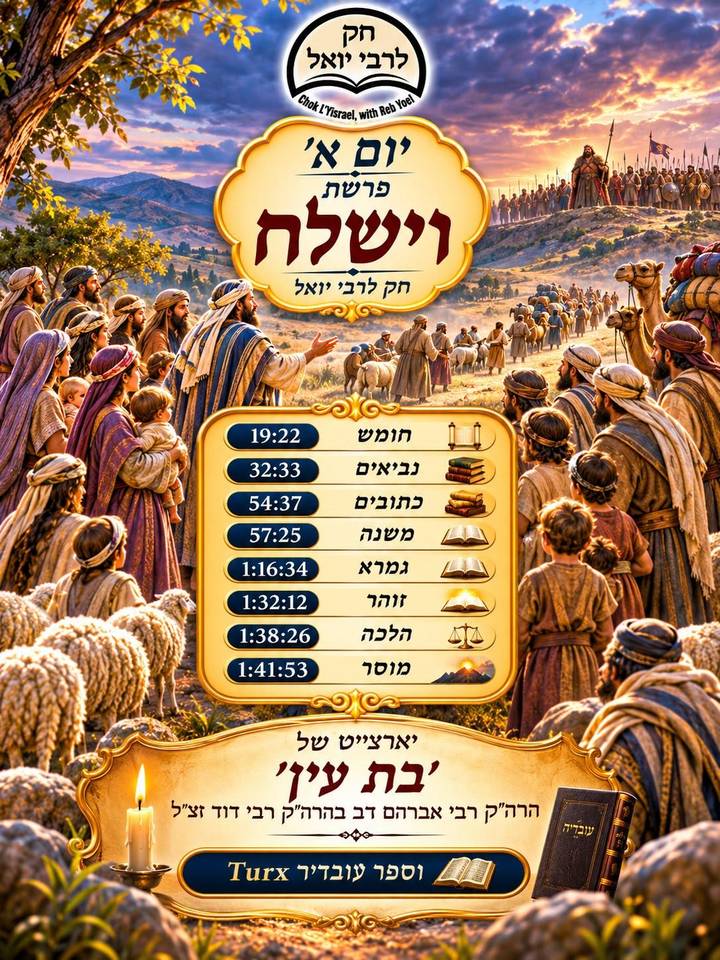 חק
לרבי יואל
Chok L'Yisrael, with Reb Yoel
יום א'
פרשת
וישלח
חק לרבי יואל
חומש 19:22
נביאים 32:33
כתובים 54:37
משנה 57:25
גמרא 1:16:34
זוהר 1:32:12
הלכה 1:38:26
מוסר 1:41:53
יארצייט של
'בת עין'
הרה"ק רבי אברהם דב בהרה"ק רבי דוד זצ"ל
וספר עובדיר Turx
עובדיה